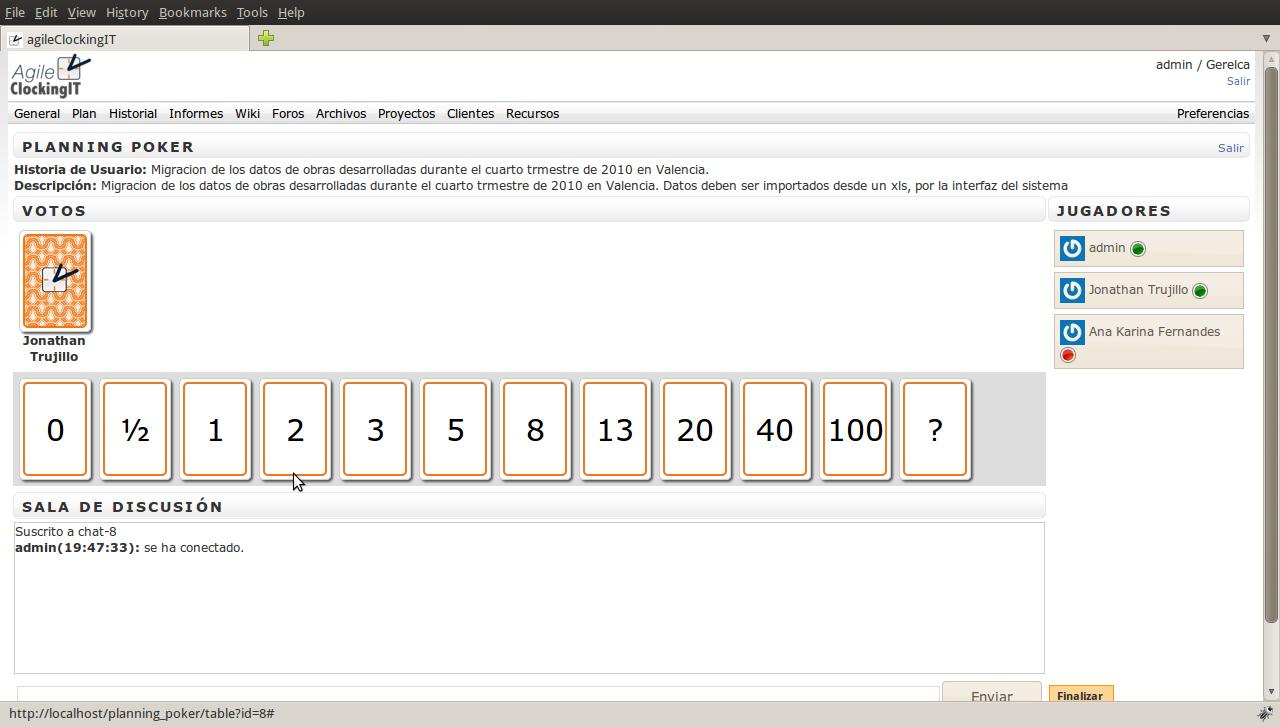 File Edit View History Bookmarks Tools Help
agileClockingIT
Agile
ClockingIT
admin / Gerelca
Salir
General Plan Historial Informes Wiki Foros Archivos Proyectos Clientes Recursos Preferencias
PLANNING POKER
Salir
Historia de Usuario: Migracion de los datos de obras desarrolladas durante el cuarto trmestre de 2010 en Valencia.
Descripción: Migracion de los datos de obras desarrolladas durante el cuarto trmestre de 2010 en Valencia. Datos deben ser importados desde un xls, por la interfaz del sistema
VOTOS
Jonathan
Trujillo
0 ½ 1 2 3 5 8 13 20 40 100 ?
JUGADORES
admin
Jonathan Trujillo
Ana Karina Fernandes
SALA DE DISCUSIÓN
Suscrito a chat-8
admin(19:47:33): se ha conectado.
Enviar
Finalizar
http://localhost/planning_poker/table?id=8#